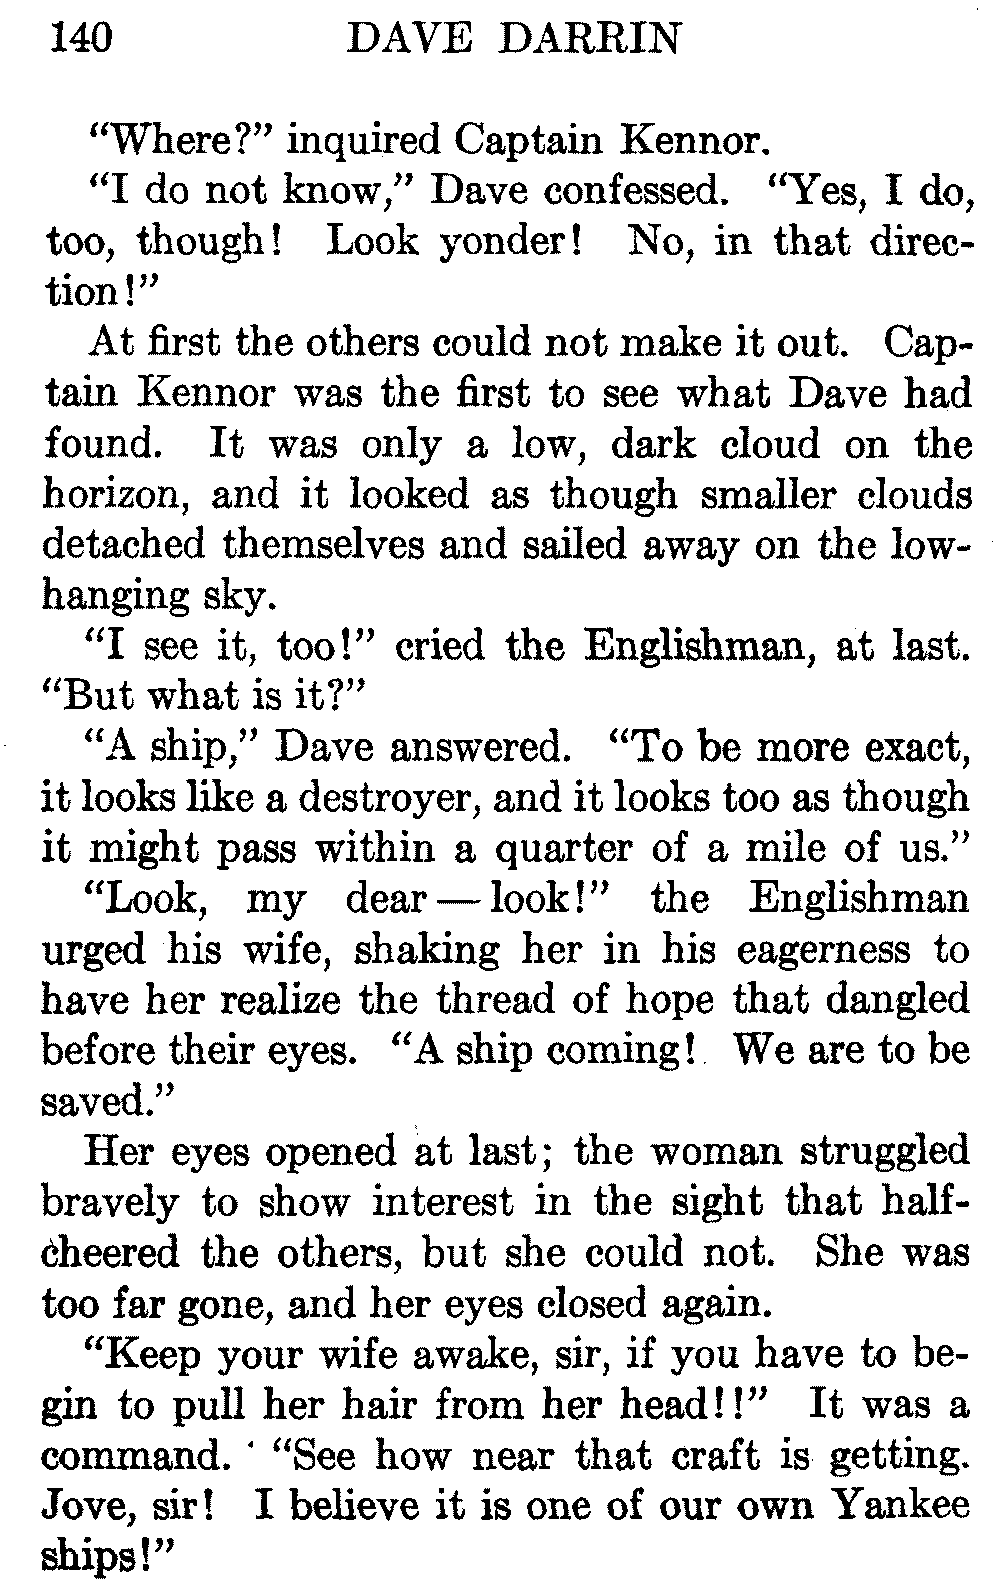 140 DAVE DARRIN
“Where?” inquired Captain Kennor.
“I do not know,” Dave confessed. “Yes, I do,
too, though! Look yonder! No, in that direc-
tion!”
At first the others could not make it out. Cap-
tain Kennor was the first to see what Dave had
found. It was only a low, dark cloud on the
horizon, and it looked as though smaller clouds
detached themselves and sailed away on the low-
hanging sky.
“I see it, too!” cried the Englishman, at last.
“But what is it?”
“A ship,” Dave answered. “To be more exact,
it looks like a destroyer, and it looks too as though
it might pass within a quarter of a mile of us.”
“Look, my dear — look!” the Englishman
urged his wife, shaking her in his eagerness to
have her realize the thread of hope that dangled
before their eyes. “A ship coming! We are to be
saved.”
Her eyes opened at last; the woman struggled
bravely to show interest in the sight that half-
cheered the others, but she could not. She was
too far gone, and her eyes closed again.
“Keep your wife awake, sir, if you have to be-
gin to pull her hair from her head!!” It was a
command. “See how near that craft is getting.
Jove, sir! I believe it is one of our own Yankee
ships!”